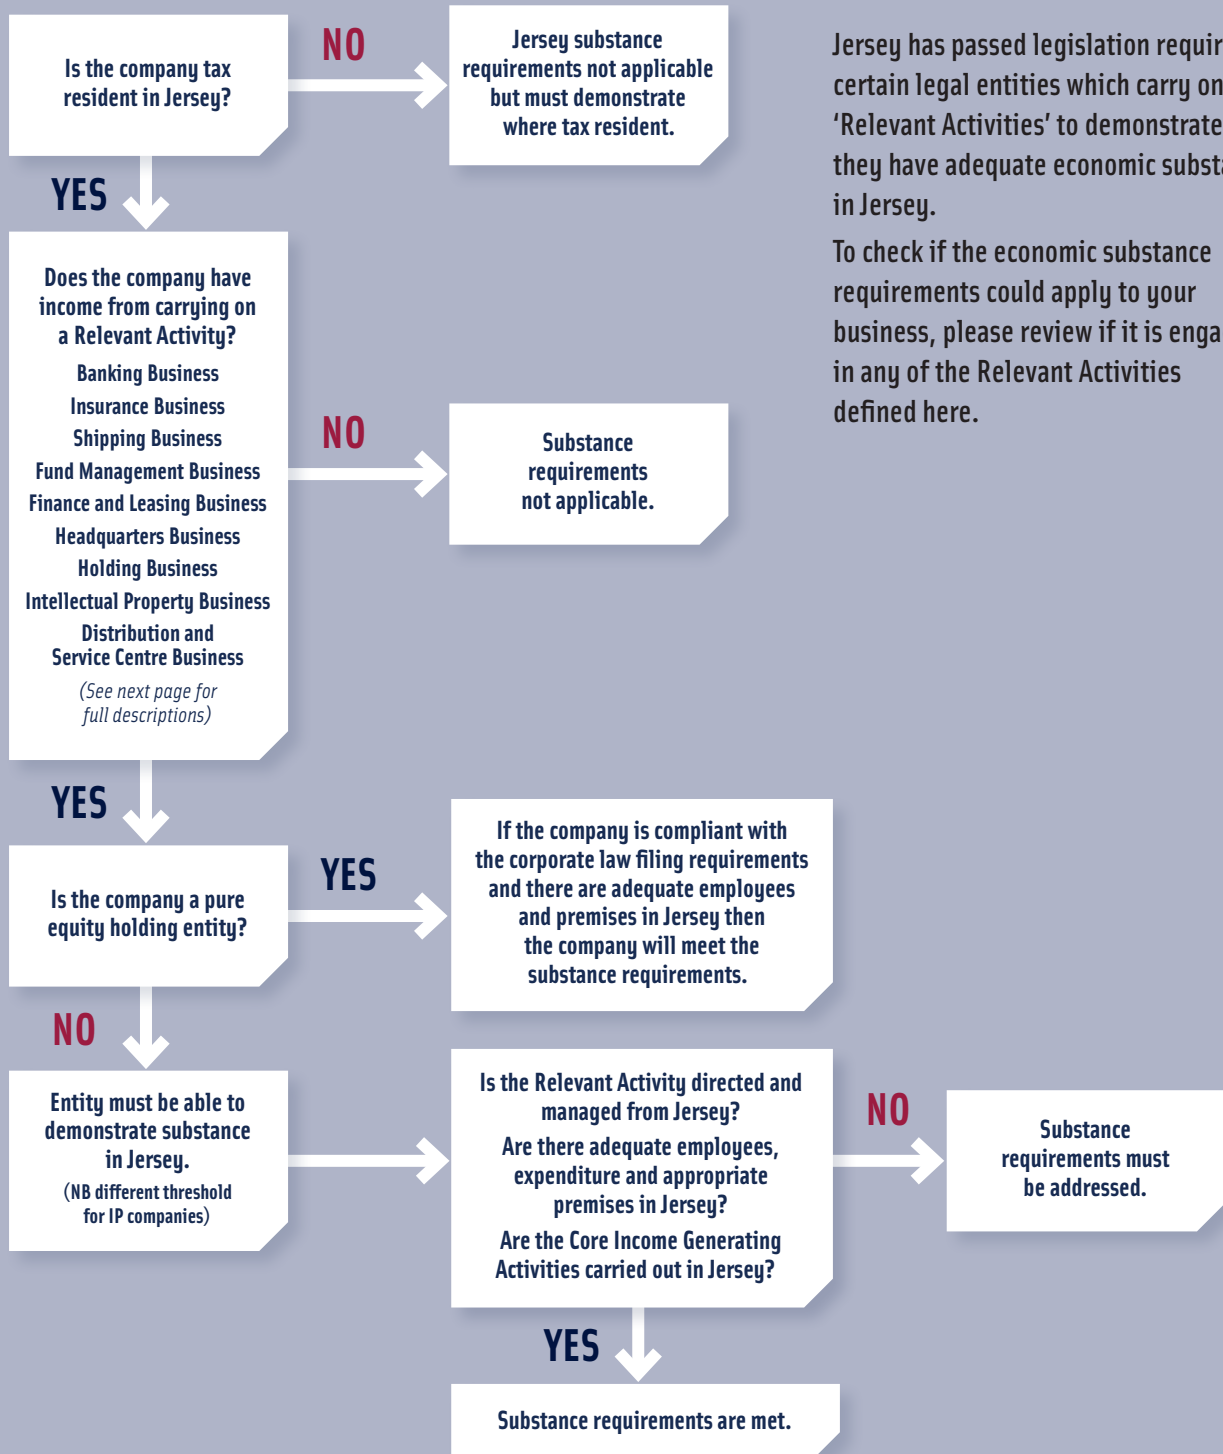 Is the company tax
resident in Jersey?
NO
Jersey substance
requirements not applicable
but must demonstrate
where tax resident.
Jersey has passed legislation requir
certain legal entities which carry on
‘Relevant Activities’ to demonstrate
they have adequate economic subst
in Jersey.
To check if the economic substance
requirements could apply to your
business, please review if it is enga
in any of the Relevant Activities
defined here.
YES
Does the company have
income from carrying on
a Relevant Activity?
Banking Business
Insurance Business
Shipping Business
Fund Management Business
Finance and Leasing Business
Headquarters Business
Holding Business
Intellectual Property Business
Distribution and
Service Centre Business
(See next page for
full descriptions)
NO
Substance
requirements
not applicable.
YES
Is the company a pure
equity holding entity?
YES
If the company is compliant with
the corporate law filing requirements
and there are adequate employees
and premises in Jersey then
the company will meet the
substance requirements.
NO
Entity must be able to
demonstrate substance
in Jersey.
(NB different threshold
for IP companies)
Is the Relevant Activity directed and
managed from Jersey?
Are there adequate employees,
expenditure and appropriate
premises in Jersey?
Are the Core Income Generating
Activities carried out in Jersey?
NO
Substance
requirements must
be addressed.
YES
Substance requirements are met.